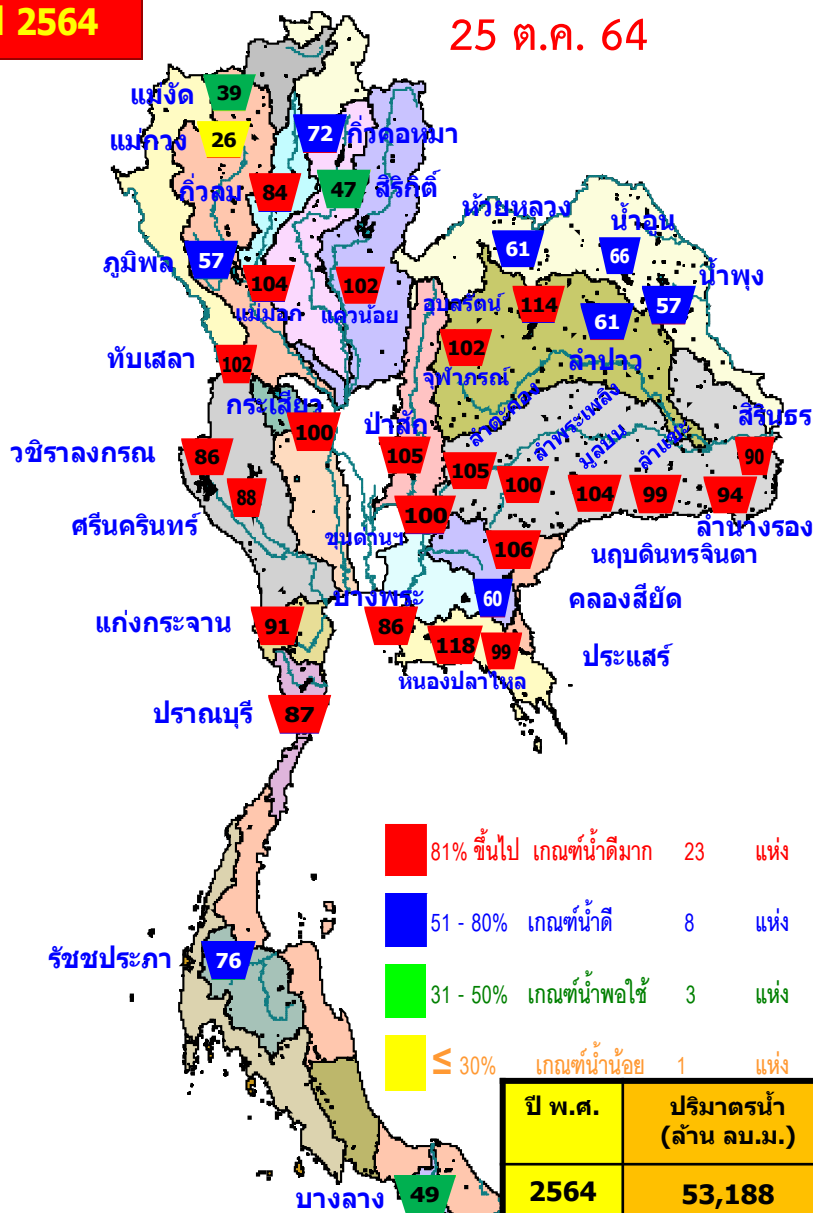 2564
25 ต.ค. 64
แม่งัด 39
แม่กวง 26
72 กิ่วคอหมา
กิ่วลม 84
47 สิริกิติ์
ห้วยหลวง 61
น้ำอูน 66
น้ำพุง 57
ภูมิพล 57
104 แม่มอก
102 แควน้อย
อุบลรัตน์ 114
61 ลำปาว
102 จุฬาภรณ์
ทับเสลา 102
กระเสียว 100
ป่าสัก 105
ลำตะคอง 105
ลำพระเพลิง 100
มูลบน 104
ลำแชะ 99
สิรินธร 90
94 ลำนางรอง
วชิราลงกรณ 86
ศรีนครินทร์ 88
ขุนด่านฯ 100
106 นฤบดินทรจินดา
60 คลองสียัด
บางพระ 86
118 หนองปลาไหล
99 ประแสร์
แก่งกระจาน 91
ปราณบุรี 87
81% ขึ้นไป เกณฑ์น้ำดีมาก 23 แห่ง
51 - 80% เกณฑ์น้ำดี 8 แห่ง
31 - 50% เกณฑ์น้ำพอใช้ 3 แห่ง
≤ 30% เกณฑ์น้ำน้อย 1 แห่ง
รัชชประภา 76
บางลาง 49
ปี พ.ศ. ปริมาตรน้ำ
(ล้าน ลบ.ม.)
2564 53,188